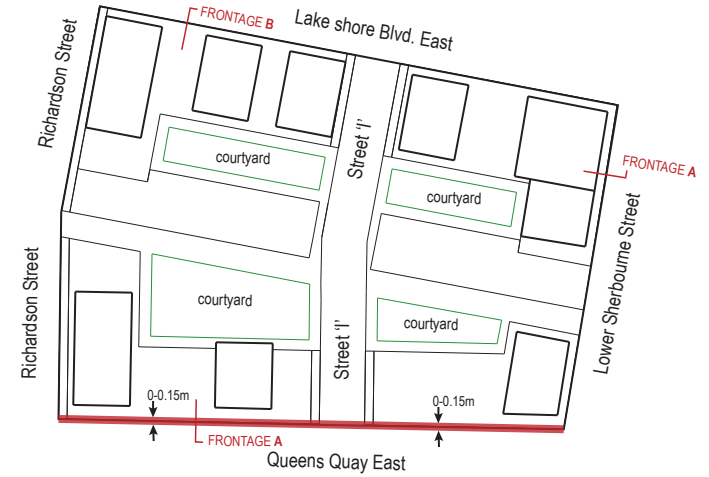 FRONTAGE B
Lake shore Blvd. East
Richardson Street
Street 'I'
courtyard
FRONTAGE A
courtyard
Lower Sherbourne Street
Richardson Street
courtyard
courtyard
Street 'I'
0-0.15m
0-0.15m
FRONTAGE A
Queens Quay East